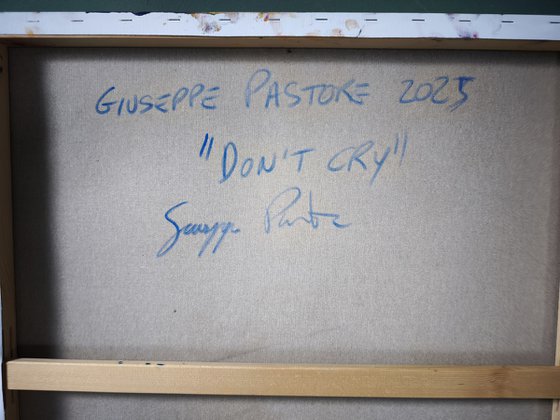 GIUSEPPE PASTORE 2025
"DON'T CRY"
Giuseppe Pastore